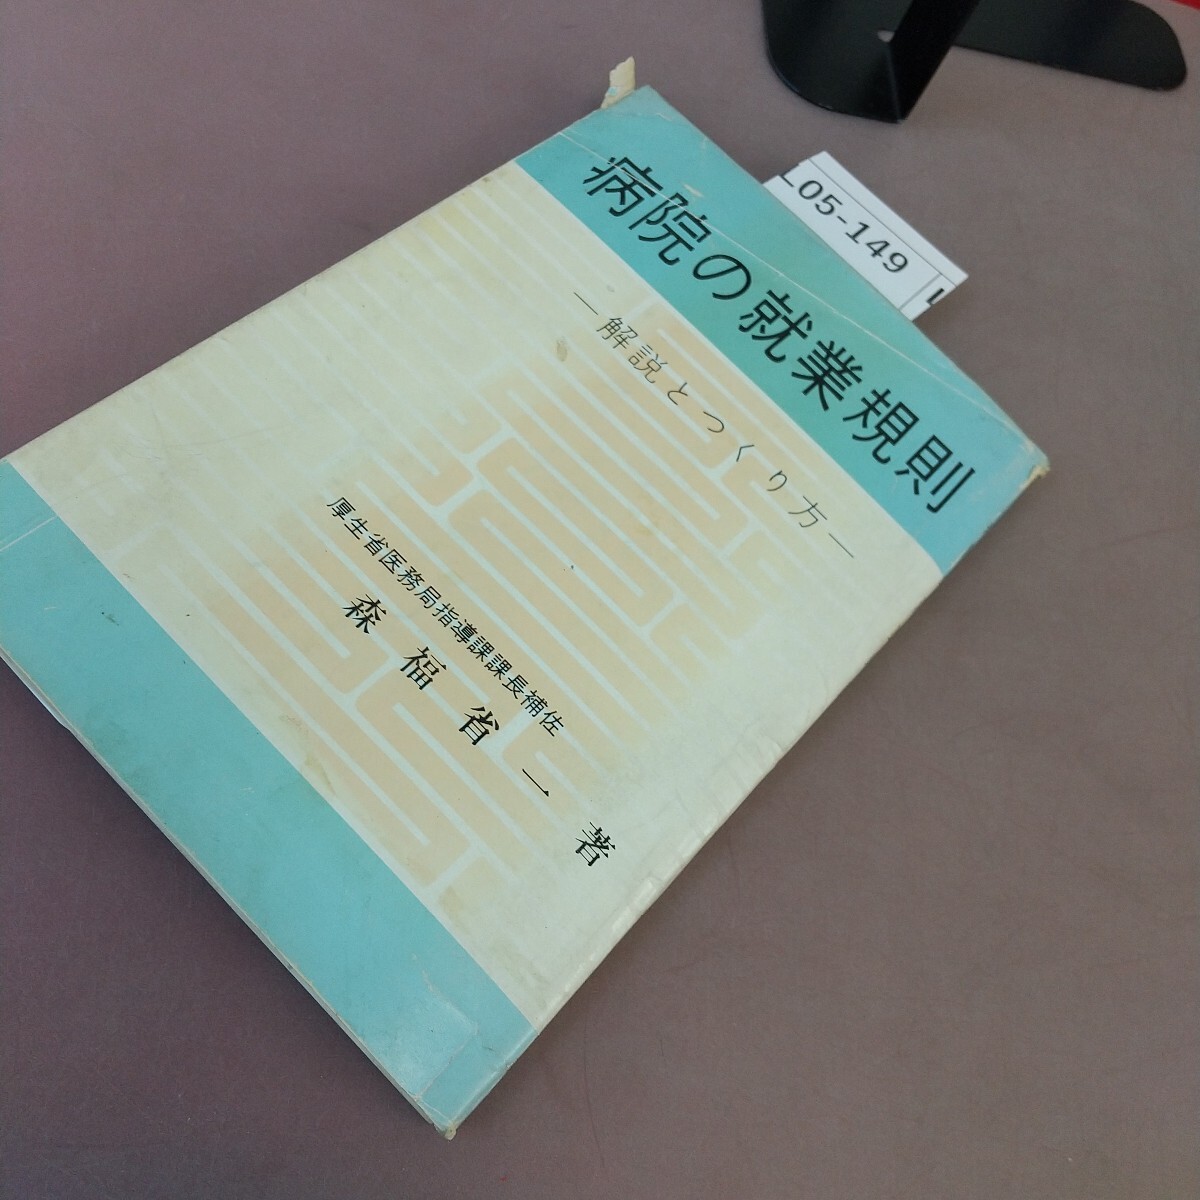 病院の就業規則
―解説とつくり方―
厚生省医務局指導課課長補佐
森福省一著
L05-149